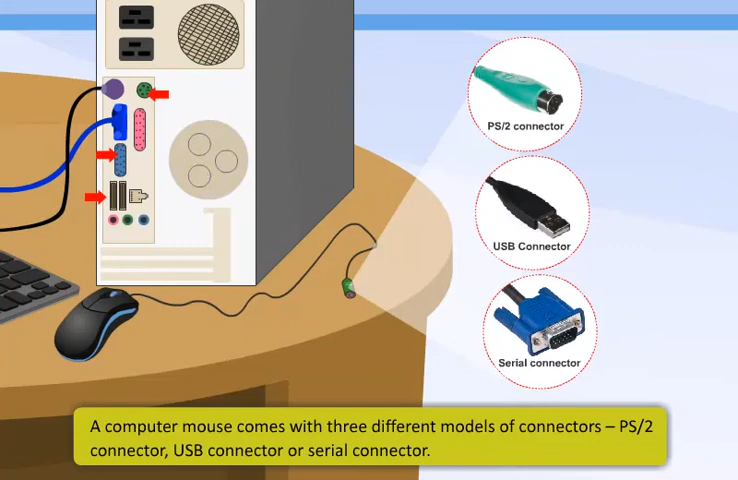 PS/2 connector
USB Connector
Serial connector
A computer mouse comes with three different models of connectors – PS/2
connector, USB connector or serial connector.